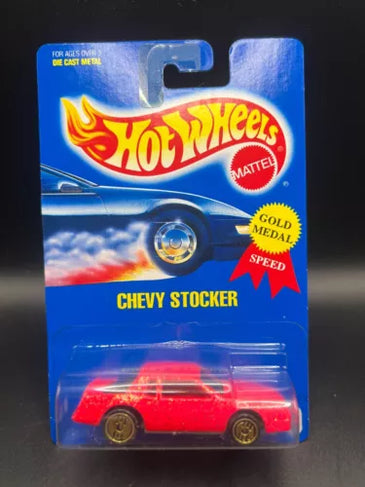 FOR AGES OVER 3
DIE CAST METAL
HOT WHEELS
®
MATTEL
®
GOLD
MEDAL
SPEED
CHEVY STOCKER